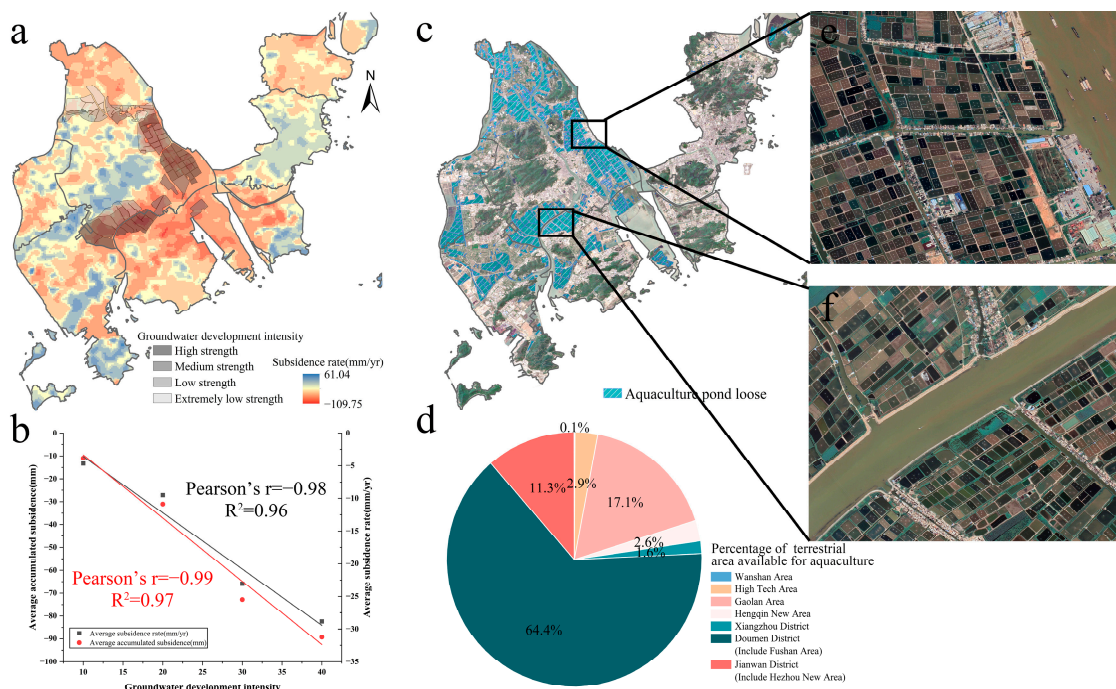 a
N
Groundwater development intensity
High strength
Medium strength
Low strength
Extremely low strength
Subsidence rate(mm/yr)
61.04
−109.75
b
Average accumulated subsidence(mm)
0
−10
−20
−30
−40
−50
−60
−70
−80
−90
−100
Pearson's r=−0.98
R²=0.96
Pearson's r=−0.99
R²=0.97
Average subsidence rate(mm/yr)
Average accumulated subsidence(mm)
0
−5
−10
−15
−20
−25
−30
−35
Average subsidence rate(mm/yr)
10
15
20
25
30
35
40
Groundwater development intensity
c
Aquaculture pond loose
d
0.1%
2.9%
17.1%
2.6%
1.6%
64.4%
11.3%
Percentage of terrestrial
area available for aquaculture
Wanshan Area
High Tech Area
Gaolan Area
Hengqin New Area
Xiangzhou District
Doumen District
(Include Fushan Area)
Jianwan District
(Include Hezhou New Area)
e
f